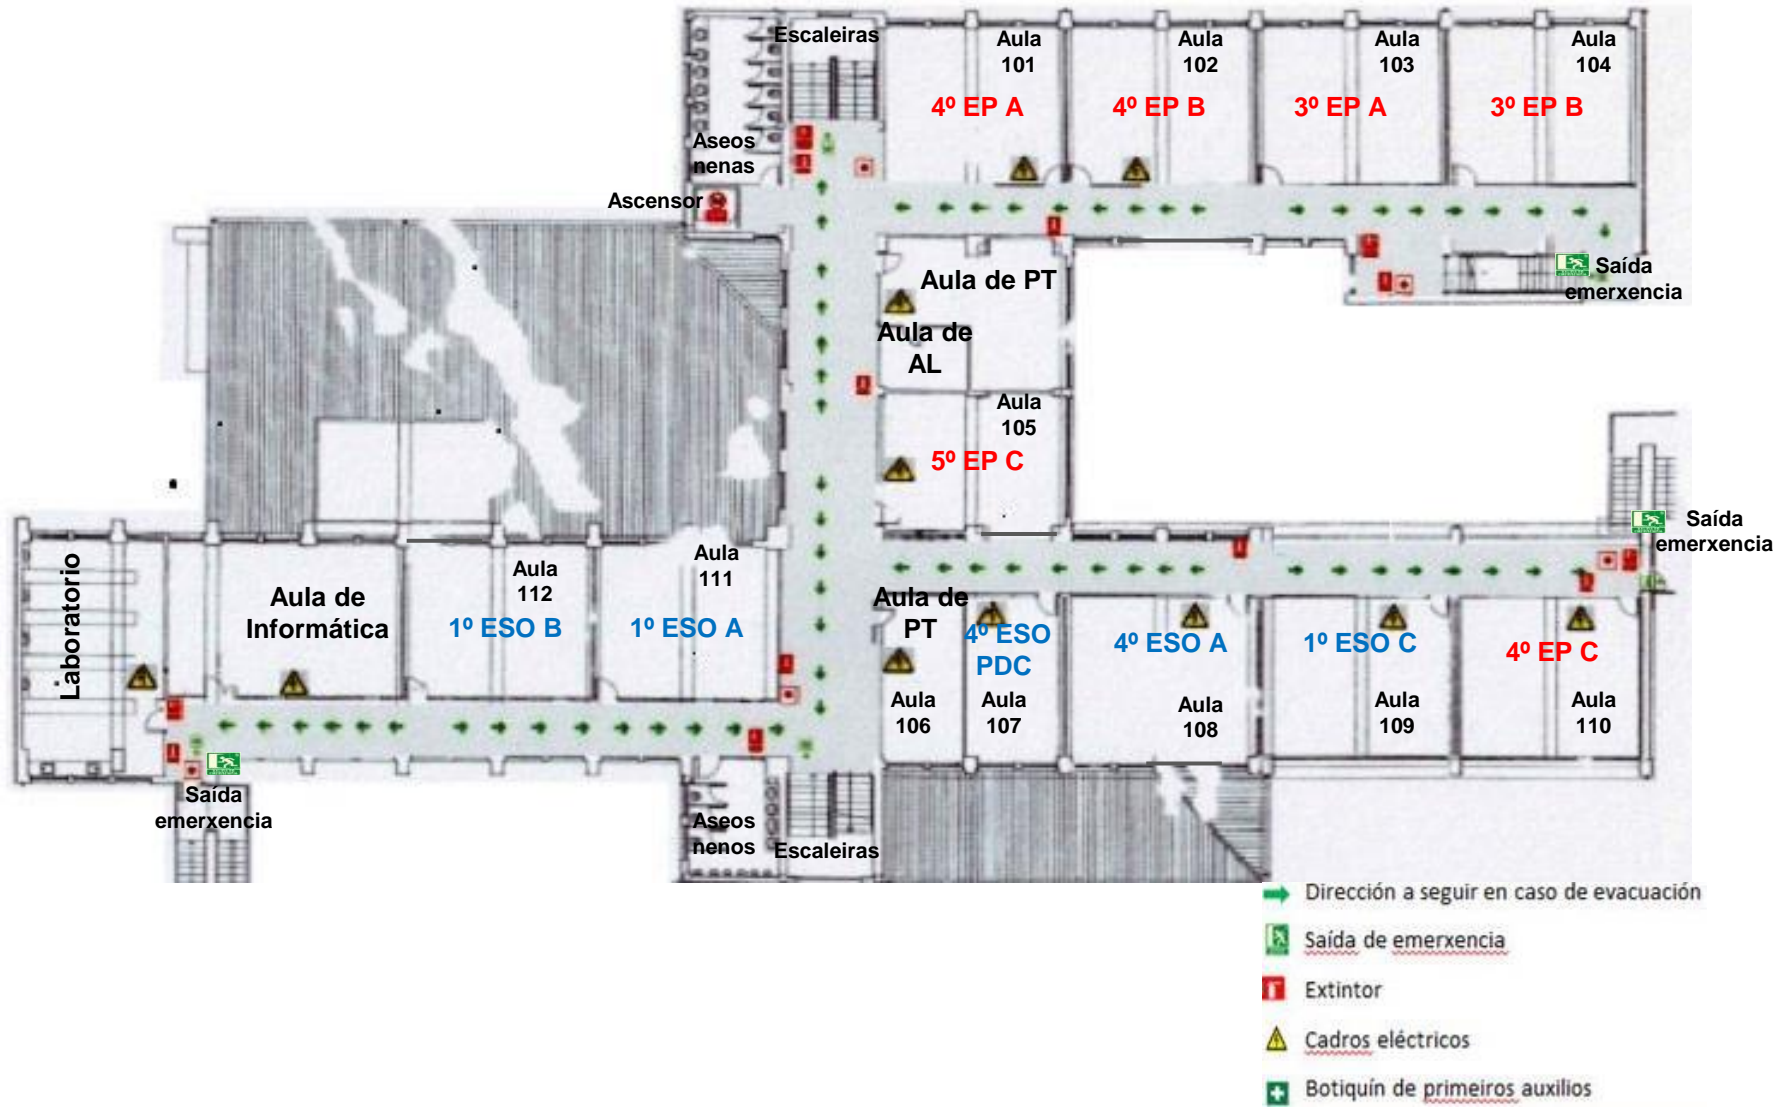 Escaleiras
Aula
101
Aula
102
Aula
103
Aula
104
4º EP A
4º EP B
3º EP A
3º EP B
Aseos
nenas
Ascensor
Aula de PT
Saída
emerxencia
Aula de
AL
Aula
105
5º EP C
Saída
emerxencia
Laboratorio
Aula de
Informática
Aula
112
1º ESO B
Aula
111
1º ESO A
Aula de
PT
Aula
106
4º ESO
PDC
Aula
107
4º ESO A
Aula
108
1º ESO C
Aula
109
4º EP C
Aula
110
Saída
emerxencia
Aseos
nenos
Escaleiras
Dirección a seguir en caso de evacuación
Saída de emerxencia
Extintor
Cadros eléctricos
Botiquín de primeiros auxilios